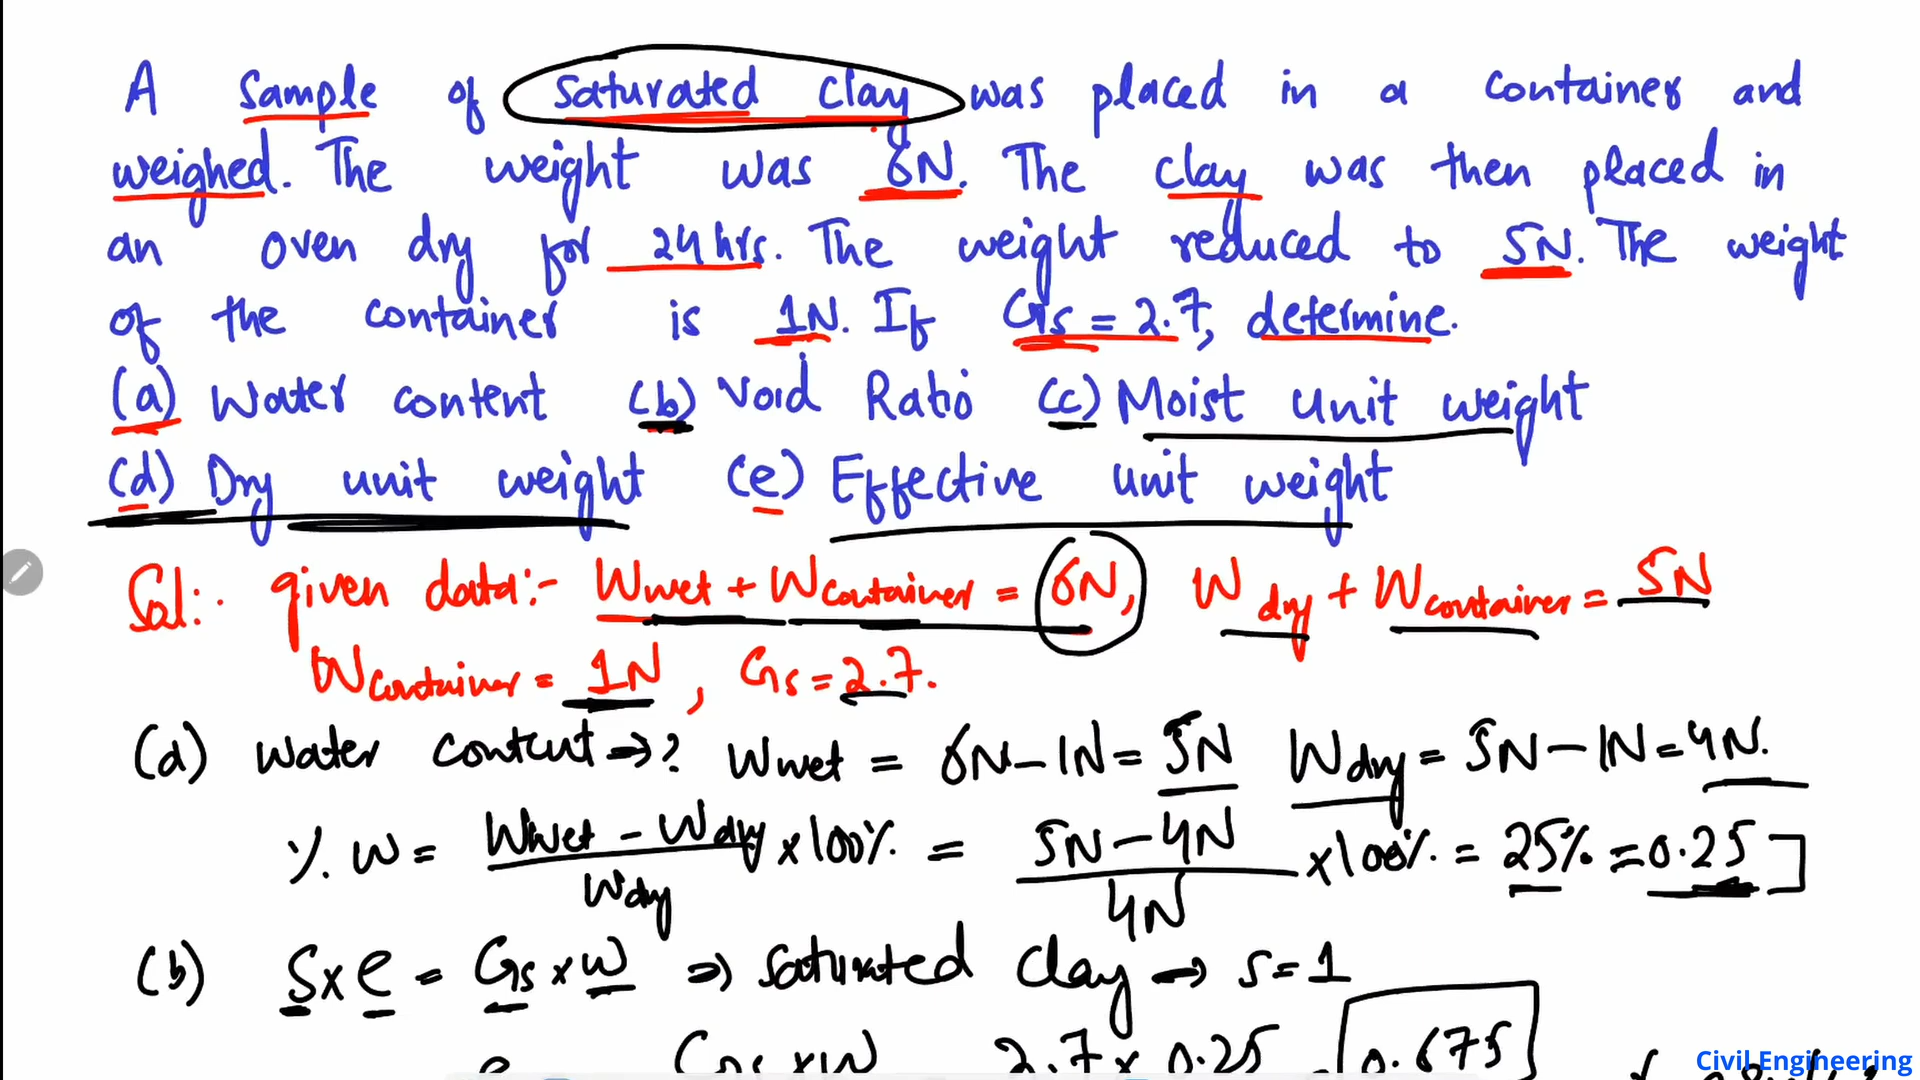 A sample of saturated clay was placed in a container and
weighed. The weight was 6N. The clay was then placed in
an oven dry for 24 hrs. The weight reduced to 5N. The weight
of the container is 1N. If Gs = 2.7, determine.
(a) Water content (b) Void Ratio (c) Moist unit weight
(d) Dry unit weight (e) Effective unit weight
Sol:. given data:- Wwet + Wcontainer = 6N, W dry + Wcontainer = 5N
Wcontainer = 1N, Gs = 2.7.
(a) Water content ⇒? Wwet = 6N - 1N = 5N Wdry = 5N - 1N = 4N.
%. W = Wwet - Wdry / Wdry × 100% = 5N - 4N / 4N × 100% = 25% = 0.25]
(b) S × e = Gs × w ⇒ saturated clay → S = 1
e Gs × w 2.7 × 0.25 = 0.675
Civil Engineering